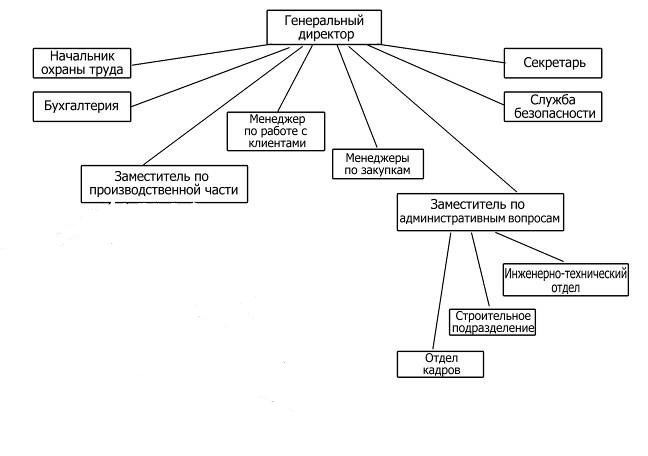 Генеральный
директор
Начальник
охраны труда
Секретарь
Бухгалтерия
Служба
безопасности
Менеджер
по работе с
клиентами
Менеджеры
по закупкам
Заместитель по
производственной части
Заместитель по
административным вопросам
Инженерно-технический
отдел
Строительное
подразделение
Отдел
кадров